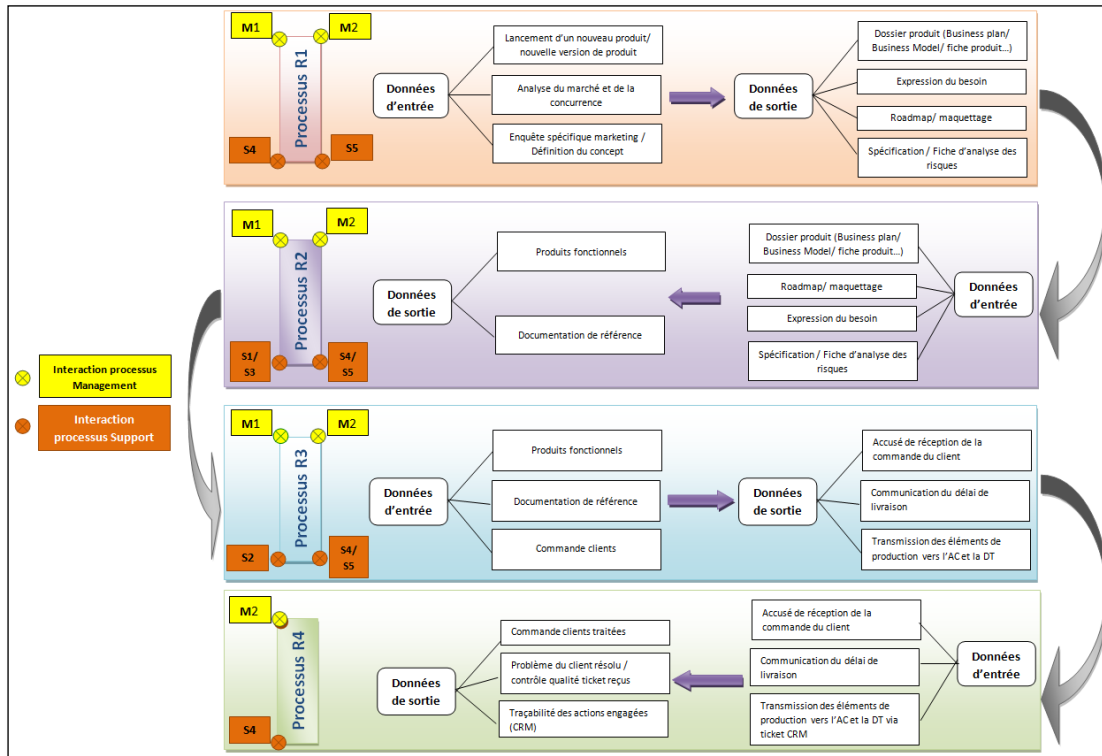 M1
M2
Processus R1
S4
S5
Données
d'entrée
Lancement d'un nouveau produit/
nouvelle version de produit
Analyse du marché et de la
concurrence
Enquête spécifique marketing /
Définition du concept
Données
de sortie
Dossier produit (Business plan/
Business Model/ fiche produit...)
Expression du besoin
Roadmap/ maquettage
Spécification / Fiche d'analyse des
risques
M1
M2
Processus R2
S1/
S3
S4/
S5
Données
de sortie
Produits fonctionnels
Documentation de référence
Dossier produit (Business plan/
Business Model/ fiche produit...)
Roadmap/ maquettage
Expression du besoin
Spécification / Fiche d'analyse des
risques
Données
d'entrée
Interaction processus
Management
Interaction
processus Support
M1
M2
Processus R3
S2
S4/
S5
Données
d'entrée
Produits fonctionnels
Documentation de référence
Commande clients
Données
de sortie
Accusé de réception de la
commande du client
Communication du délai de
livraison
Transmission des éléments de
production vers l'AC et la DT
M2
Processus R4
S4
Données
de sortie
Commande clients traitées
Problème du client résolu /
contrôle qualité ticket reçus
Traçabilité des actions engagées
(CRM)
Accusé de réception de la
commande du client
Communication du délai de
livraison
Transmission des éléments de
production vers l'AC et la DT via
ticket CRM
Données
d'entrée